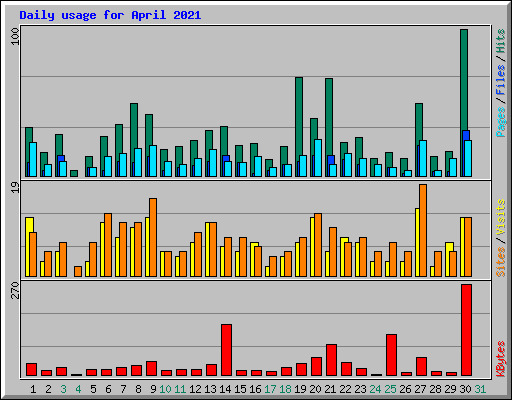 Daily usage for April 2021
100
Pages / Files / Hits
19
Sites / Visits
270
KBytes
1 2 3 4 5 6 7 8 9 10 11 12 13 14 15 16 17 18 19 20 21 22 23 24 25 26 27 28 29 30 31